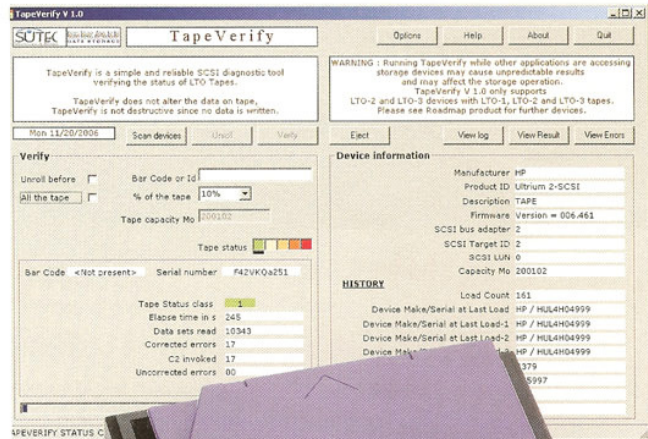 TapeVerify V 1.0
SUTEC
TapeVerify
Options Help About Quit
TapeVerify is a simple and reliable SCSI diagnostic tool
verifying the status of LTO Tapes.
TapeVerify does not alter the data on tape,
TapeVerify is not destructive since no data is written.
WARNING : Running TapeVerify while other applications are accessing
storage devices may cause unpredictable results
and may affect the storage operation.
TapeVerify V 1.0 only supports
LTO-2 and LTO-3 devices with LTO-1, LTO-2 and LTO-3 tapes.
Please see Roadmap product for further devices.
Mon 11/20/2006 Scan devices Unroll Verify
Eject View log View Result View Errors
Verify
Unroll before Bar Code or Id
All the tape % of the tape 10%
Tape capacity Mo 200102
Tape status
Bar Code <Not present> Serial number F42VKQa251
Tape Status class 1
Elapse time in s 245
Data sets read 10343
Corrected errors 17
C2 invoked 17
Uncorrected errors 00
Device information
Manufacturer HP
Product ID Ultrium 2-SCSI
Description TAPE
Firmware Version = 006.461
SCSI bus adapter 2
SCSI Target ID 2
SCSI LUN 0
Capacity Mo 200102
HISTORY
Load Count 161
Device Make/Serial at Last Load HP / HUL4H04999
Device Make/Serial at Last Load-1 HP / HUL4H04999
Device Make/Serial at Last Load-2 HP / HUL4H04999
Device HP / HUL4H04999
379
5997
APEVERIFY STATUS C